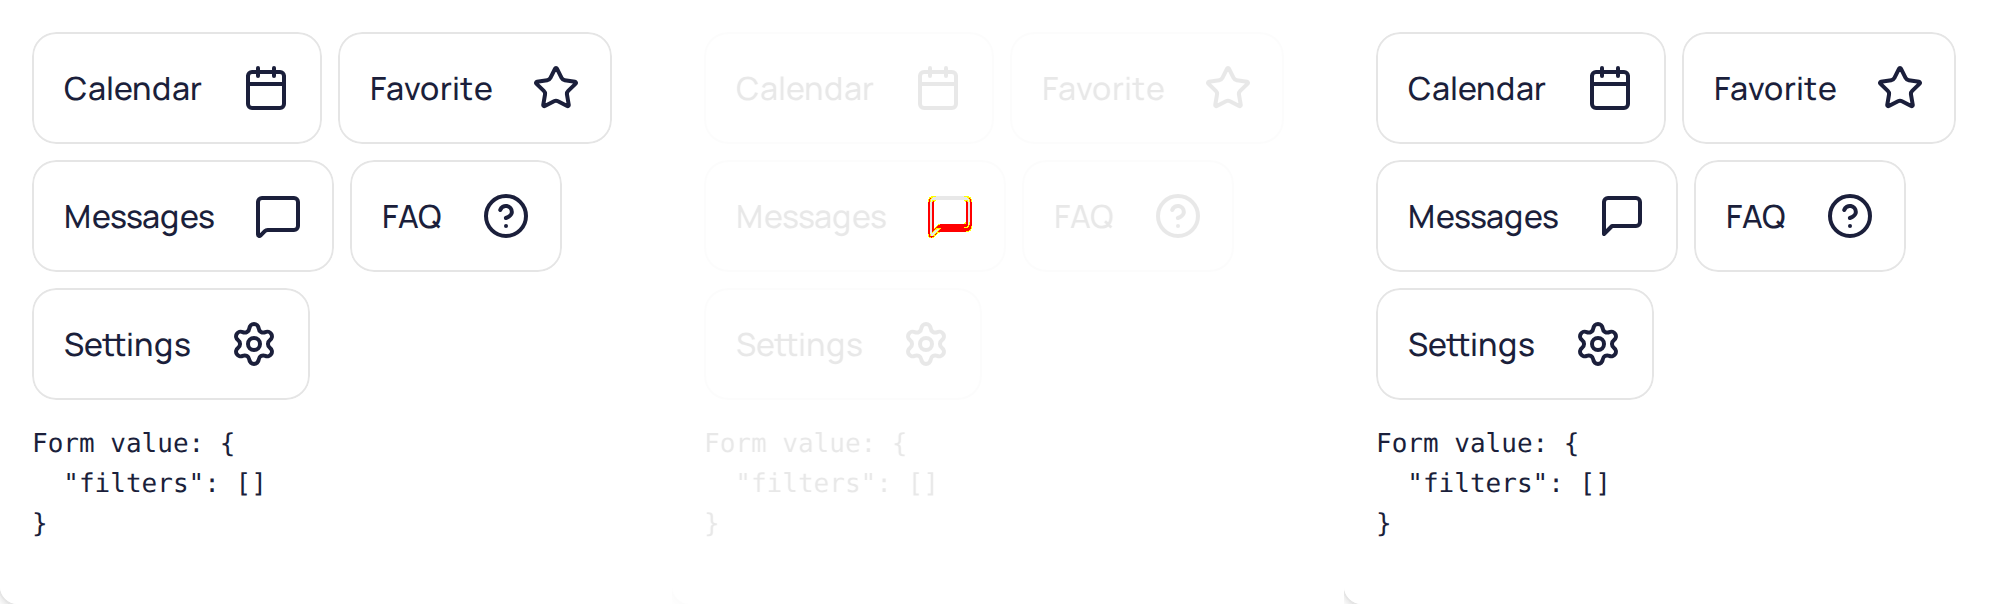 Calendar Favorite
Messages FAQ
Settings
Form value: {
  "filters": []
}
Calendar Favorite
Messages FAQ
Settings
Form value: {
  "filters": []
}
Calendar Favorite
Messages FAQ
Settings
Form value: {
  "filters": []
}